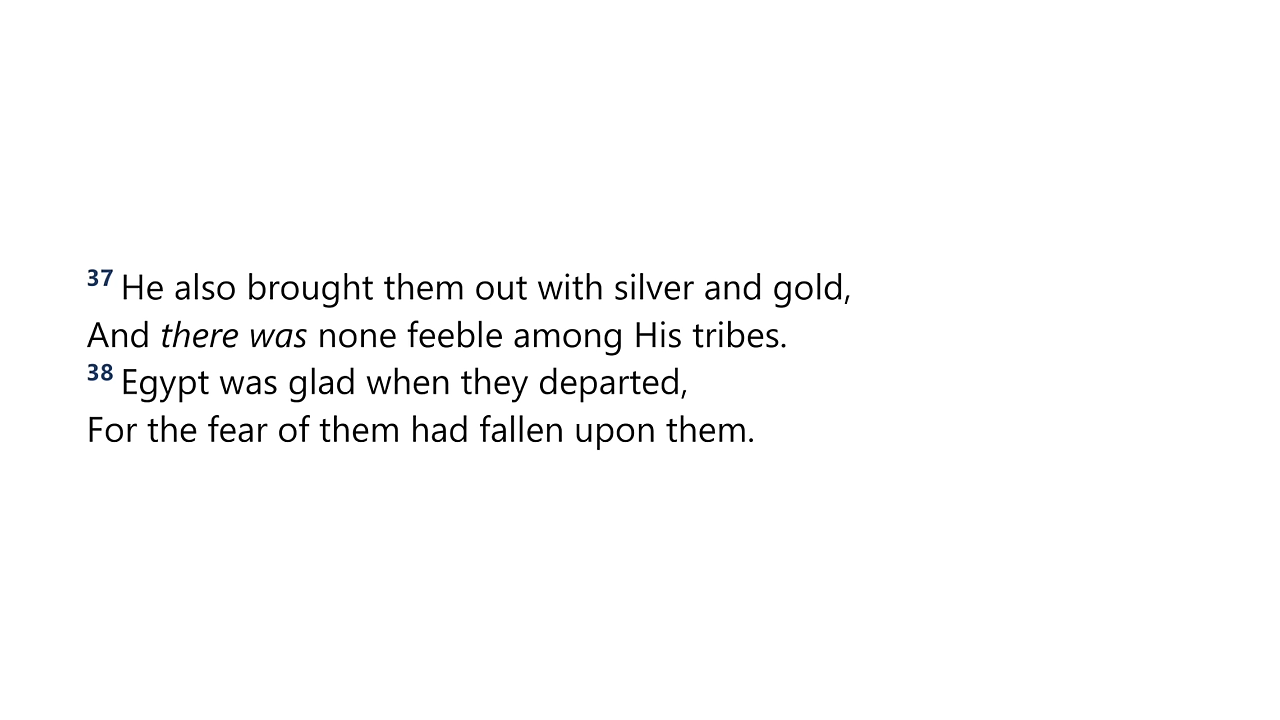 37 He also brought them out with silver and gold,
And there was none feeble among His tribes.
38 Egypt was glad when they departed,
For the fear of them had fallen upon them.